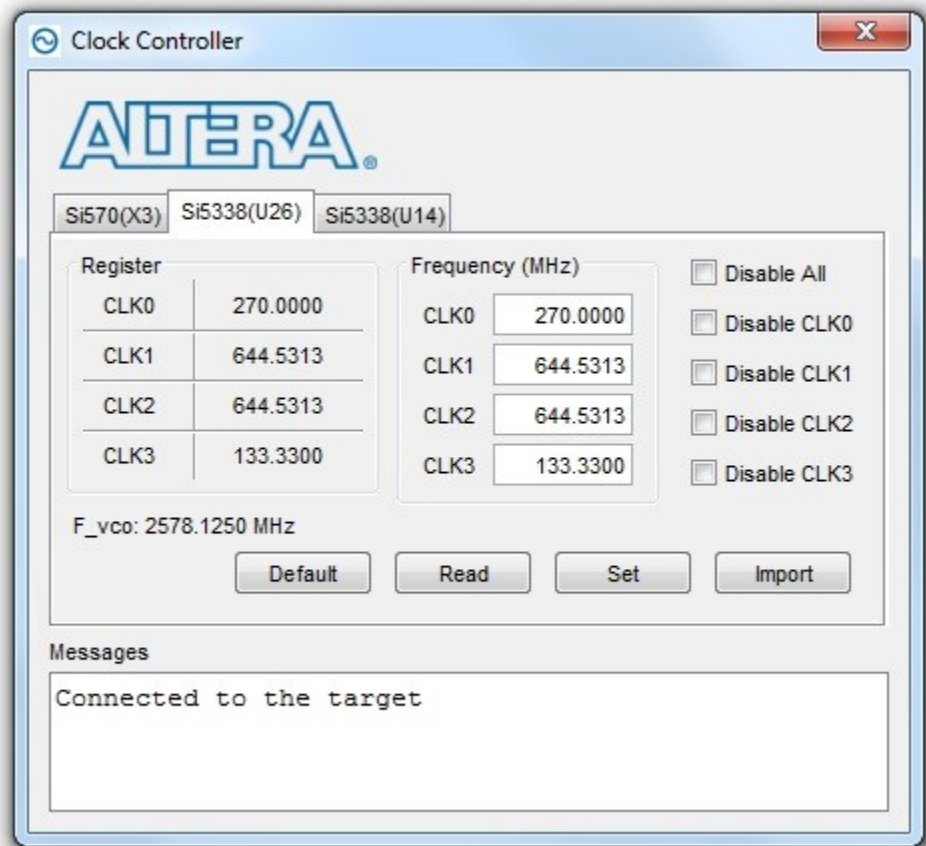 Clock Controller
X
ALTERA®
Si570(X3) Si5338(U26) Si5338(U14)
Register
CLK0 270.0000
CLK1 644.5313
CLK2 644.5313
CLK3 133.3300
Frequency (MHz)
CLK0 270.0000
CLK1 644.5313
CLK2 644.5313
CLK3 133.3300
Disable All
Disable CLK0
Disable CLK1
Disable CLK2
Disable CLK3
F_vco: 2578.1250 MHz
Default Read Set Import
Messages
Connected to the target